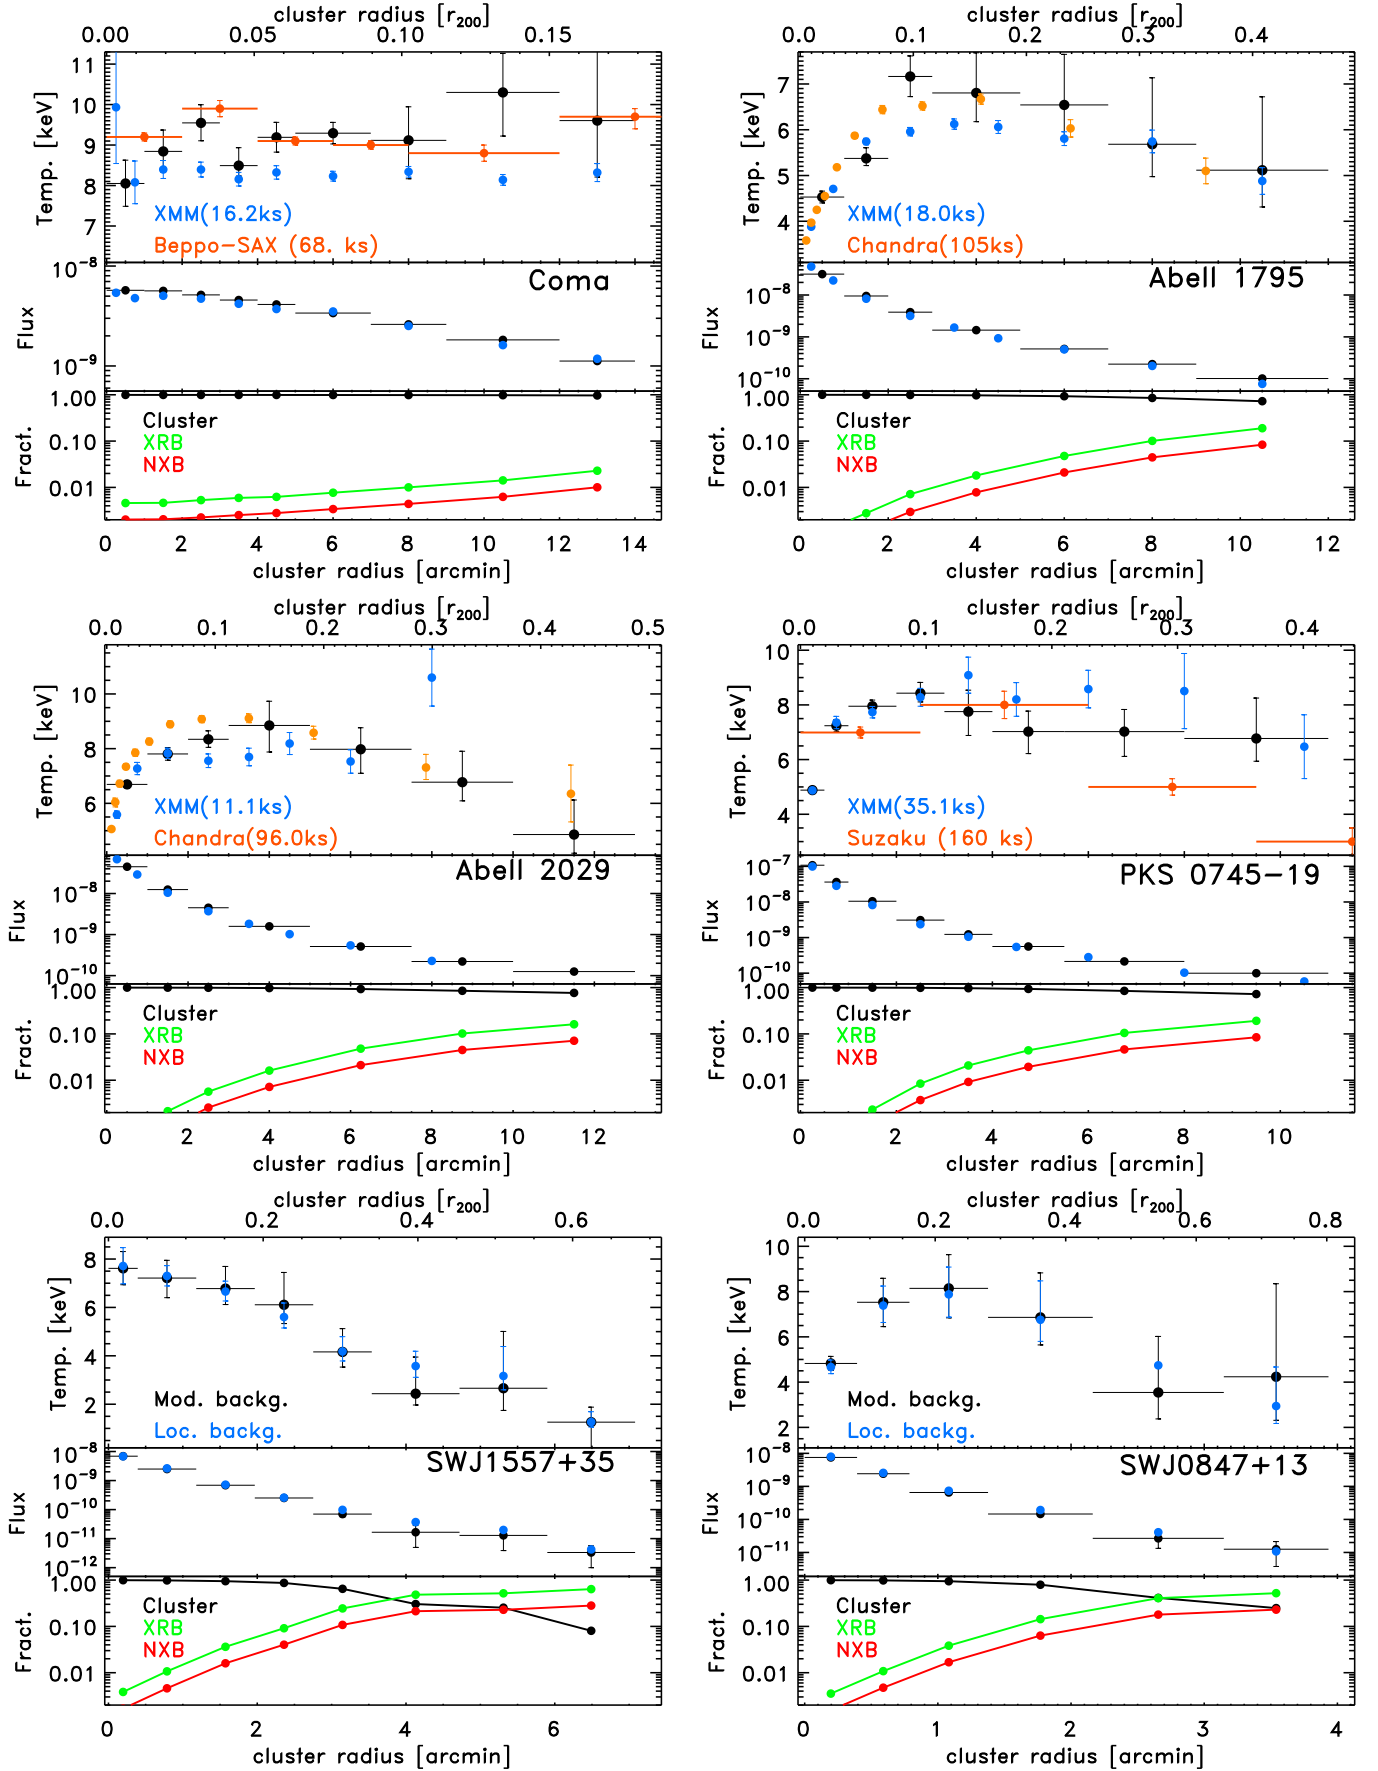 cluster radius [r200]
0.00 0.05 0.10 0.15
Temp. [keV]
11
10
9
8
7
XMM(16.2ks)
Beppo-SAX (68. ks)
Flux
10−8
10−9
Coma
Fract.
1.00
0.10
0.01
Cluster
XRB
NXB
0 2 4 6 8 10 12 14
cluster radius [arcmin]
cluster radius [r200]
0.0 0.1 0.2 0.3 0.4
Temp. [keV]
7
6
5
4
XMM(18.0ks)
Chandra(105ks)
Flux
Abell 1795
10−8
10−9
10−10
Fract.
1.00
0.10
0.01
Cluster
XRB
NXB
0 2 4 6 8 10 12
cluster radius [arcmin]
cluster radius [r200]
0.0 0.1 0.2 0.3 0.4 0.5
Temp. [keV]
10
8
6
XMM(11.1ks)
Chandra(96.0ks)
Flux
Abell 2029
10−8
10−9
10−10
Fract.
1.00
0.10
0.01
Cluster
XRB
NXB
0 2 4 6 8 10 12
cluster radius [arcmin]
cluster radius [r200]
0.0 0.1 0.2 0.3 0.4
Temp. [keV]
10
8
6
4
XMM(35.1ks)
Suzaku (160 ks)
Flux
10−7
PKS 0745−19
10−8
10−9
10−10
Fract.
1.00
0.10
0.01
Cluster
XRB
NXB
0 2 4 6 8 10
cluster radius [arcmin]
cluster radius [r200]
0.0 0.2 0.4 0.6
Temp. [keV]
8
6
4
2
Mod. backg.
Loc. backg.
Flux
10−8
SWJ1557+35
10−9
10−10
10−11
10−12
Fract.
1.00
0.10
0.01
Cluster
XRB
NXB
0 2 4 6
cluster radius [arcmin]
cluster radius [r200]
0.0 0.2 0.4 0.6 0.8
Temp. [keV]
10
8
6
4
2
Mod. backg.
Loc. backg.
Flux
10−8
SWJ0847+13
10−9
10−10
10−11
Fract.
1.00
0.10
0.01
Cluster
XRB
NXB
0 1 2 3 4
cluster radius [arcmin]